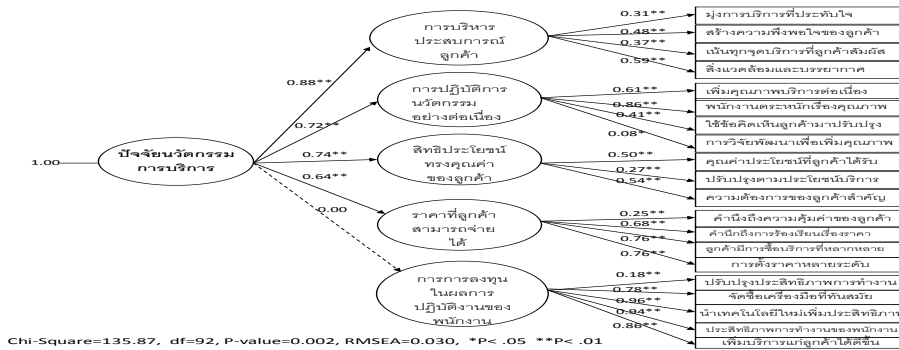 1.00
ปัจจัยนวัตกรรม
การบริการ
0.88**
0.72**
0.74**
0.64**
0.00
การบริหาร
ประสบการณ์
ลูกค้า
0.31**
0.48**
0.37**
0.59**
มุ่งการบริการที่ประทับใจ
สร้างความพึงพอใจของลูกค้า
เน้นทุกจุดบริการที่ลูกค้าสัมผัส
สิ่งแวดล้อมและบรรยากาศ
การปฏิบัติการ
นวัตกรรม
อย่างต่อเนื่อง
0.61**
0.86**
0.41**
0.08*
เพิ่มคุณภาพบริการต่อเนื่อง
พนักงานตระหนักเรื่องคุณภาพ
ใช้ข้อคิดเห็นลูกค้ามาปรับปรุง
การวิจัยพัฒนาเพื่อเพิ่มคุณภาพ
สิทธิประโยชน์
ทรงคุณค่า
ของลูกค้า
0.50**
0.27**
0.54**
คุณค่าประโยชน์ที่ลูกค้าได้รับ
ปรับปรุงตามประโยชน์บริการ
ความต้องการของลูกค้าสำคัญ
ราคาที่ลูกค้า
สามารถจ่าย
ได้
0.25**
0.68**
0.76**
0.76**
คำนึงถึงความคุ้มค่าของลูกค้า
คำนึกถึงการร้องเรียนเรื่องราคา
ลูกค้ามีการซื้อบริการที่หลากหลาย
การตั้งราคาหลายระดับ
การการลงทุน
ในผลการ
ปฏิบัติงานของ
พนักงาน
0.18**
0.78**
0.96**
0.94**
0.86**
ปรับปรุงประสิทธิภาพการทำงาน
จัดซื้อเครื่องมือที่ทันสมัย
นำเทคโนโลยีใหม่เพิ่มประสิทธิภาพ
ประสิทธิภาพการทำงานของพนักงาน
เพิ่มบริการแก่ลูกค้าได้ดีขึ้น
Chi-Square=135.87, df=92, P-value=0.002, RMSEA=0.030, *P< .05 **P< .01